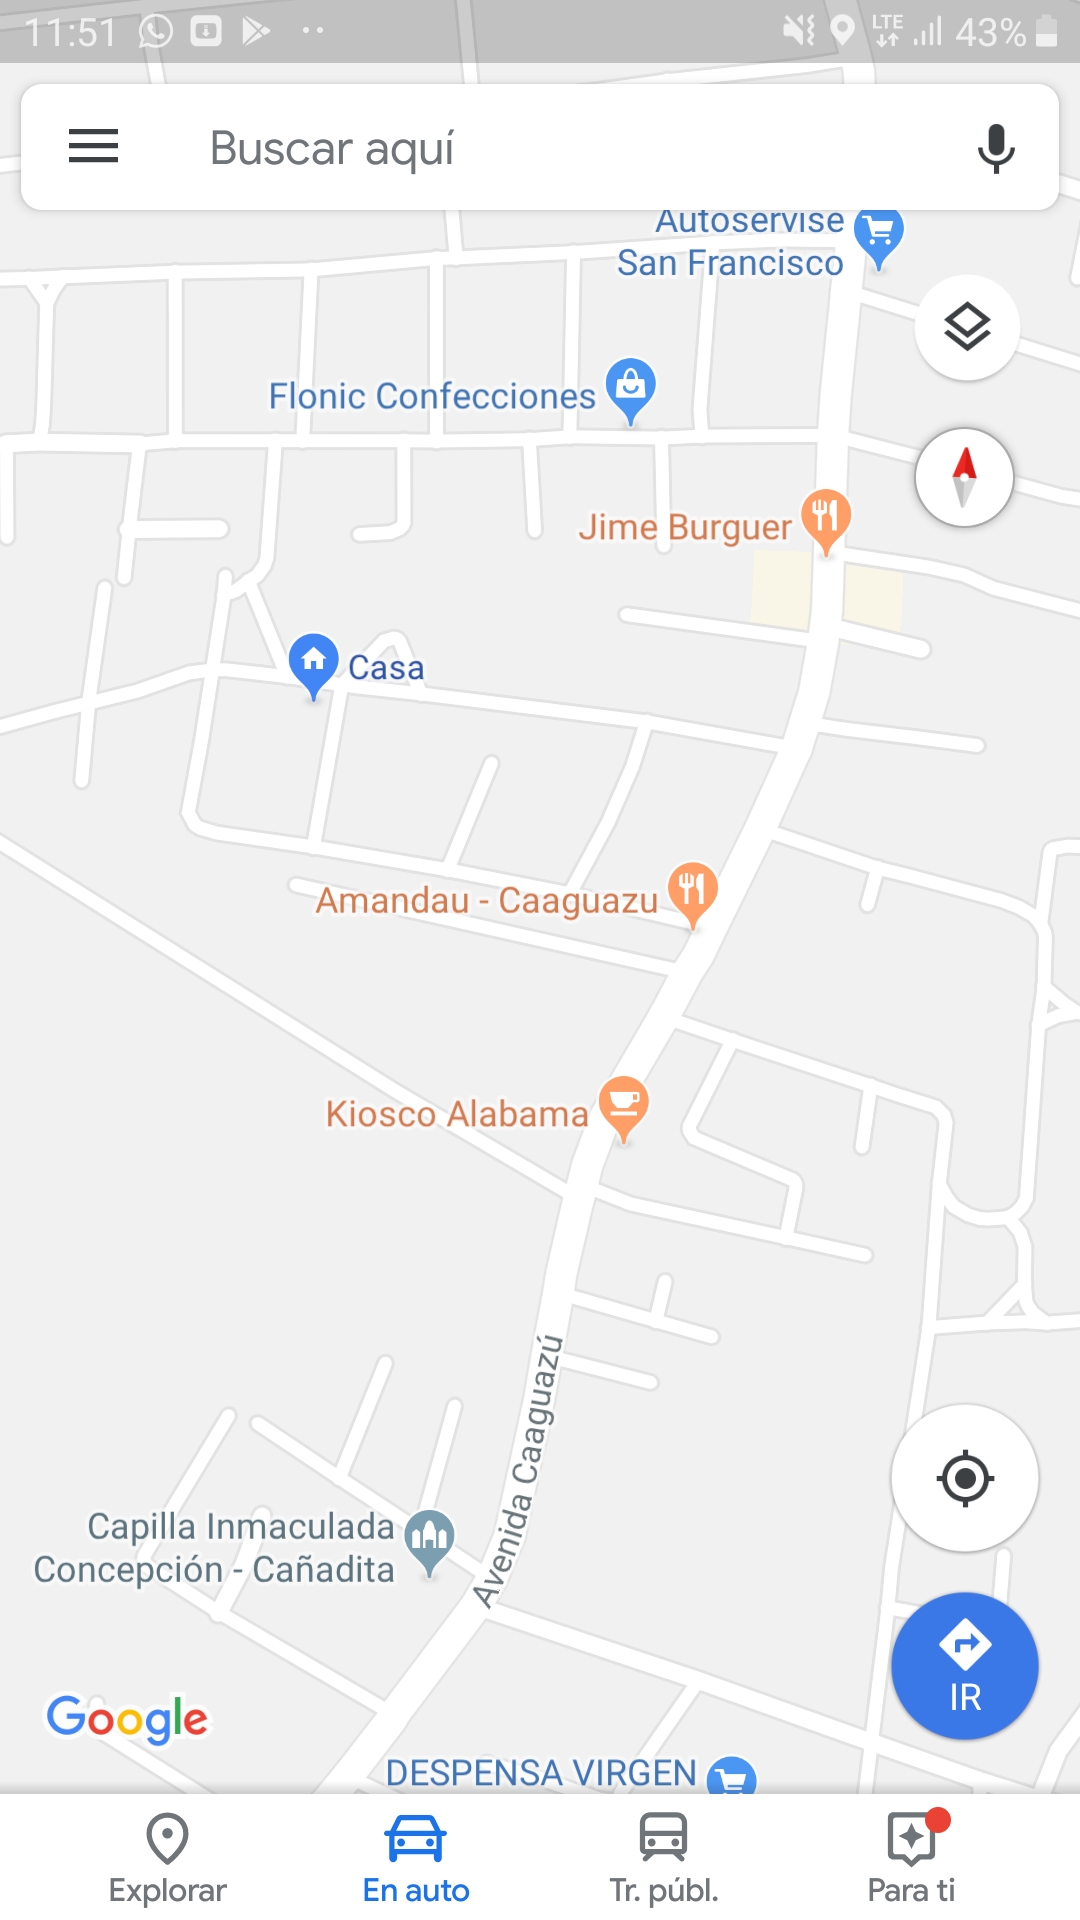 11:51
LTE
43%
Buscar aquí
Autoservise
San Francisco
Flonic Confecciones
Jime Burguer
Casa
Amandau - Caaguazu
Kiosco Alabama
Avenida Caaguazú
Capilla Inmaculada
Concepción - Cañadita
IR
Google
DESPENSA VIRGEN
Explorar
En auto
Tr. públ.
Para ti